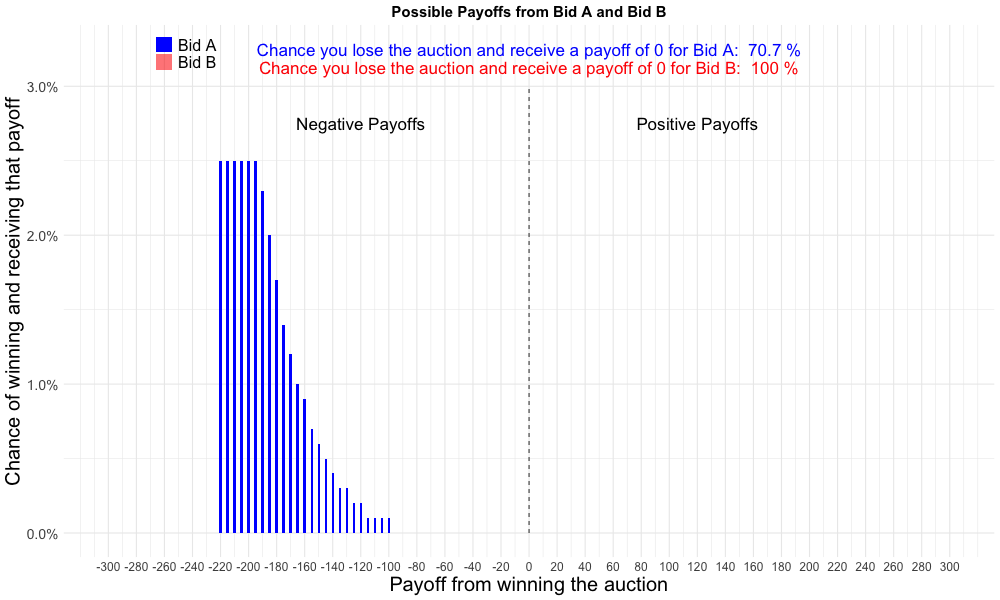 Possible Payoffs from Bid A and Bid B
Bid A
Bid B
Chance you lose the auction and receive a payoff of 0 for Bid A:  70.7 %
Chance you lose the auction and receive a payoff of 0 for Bid B:  100 %
Negative Payoffs
Positive Payoffs
Chance of winning and receiving that payoff
3.0%
2.0%
1.0%
0.0%
-300 -280 -260 -240 -220 -200 -180 -160 -140 -120 -100 -80 -60 -40 -20 0 20 40 60 80 100 120 140 160 180 200 220 240 260 280 300
Payoff from winning the auction